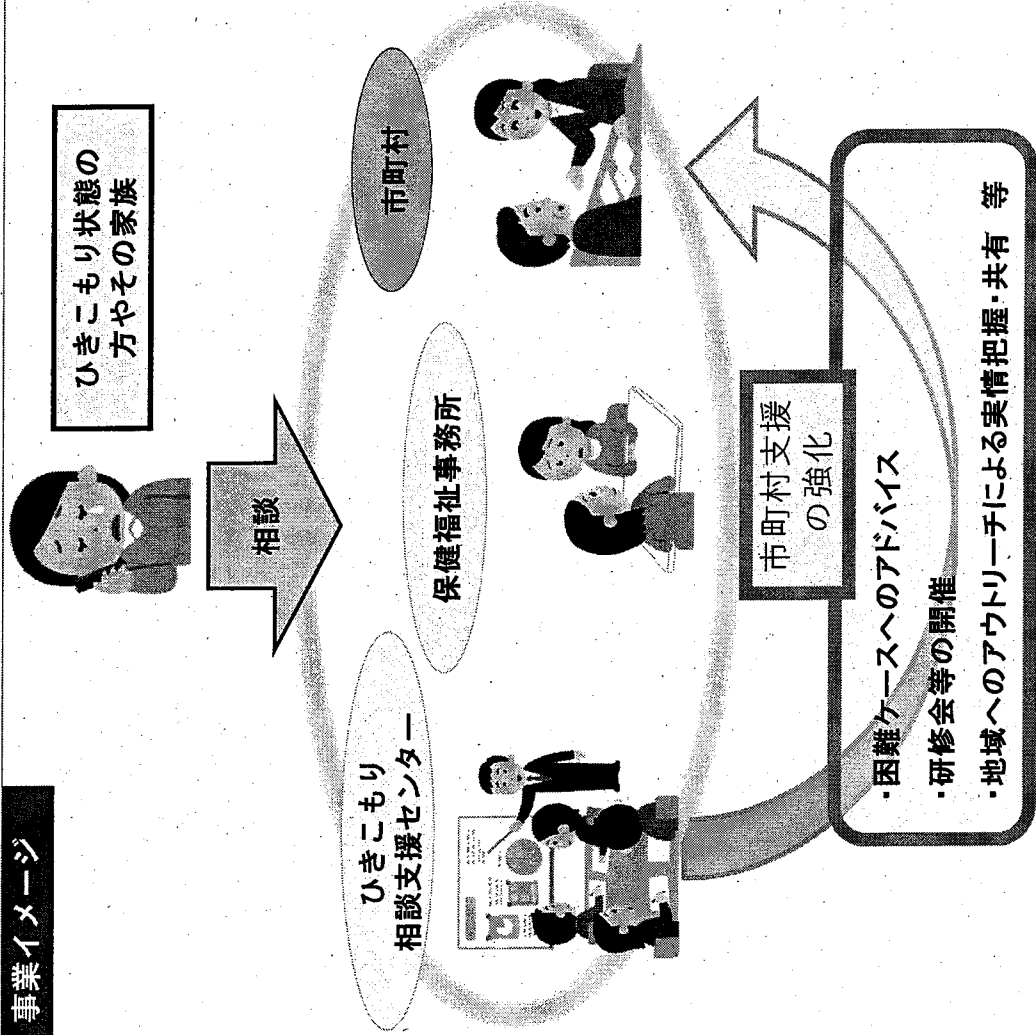 事業イメージ
ひきこもり状態の
方やその家族
相談
ひきこもり
相談支援センター
保健福祉事務所
市町村
市町村支援
の強化
・困難ケースへのアドバイス
・研修会等の開催
・地域へのアウトリーチによる実情把握・共有 等